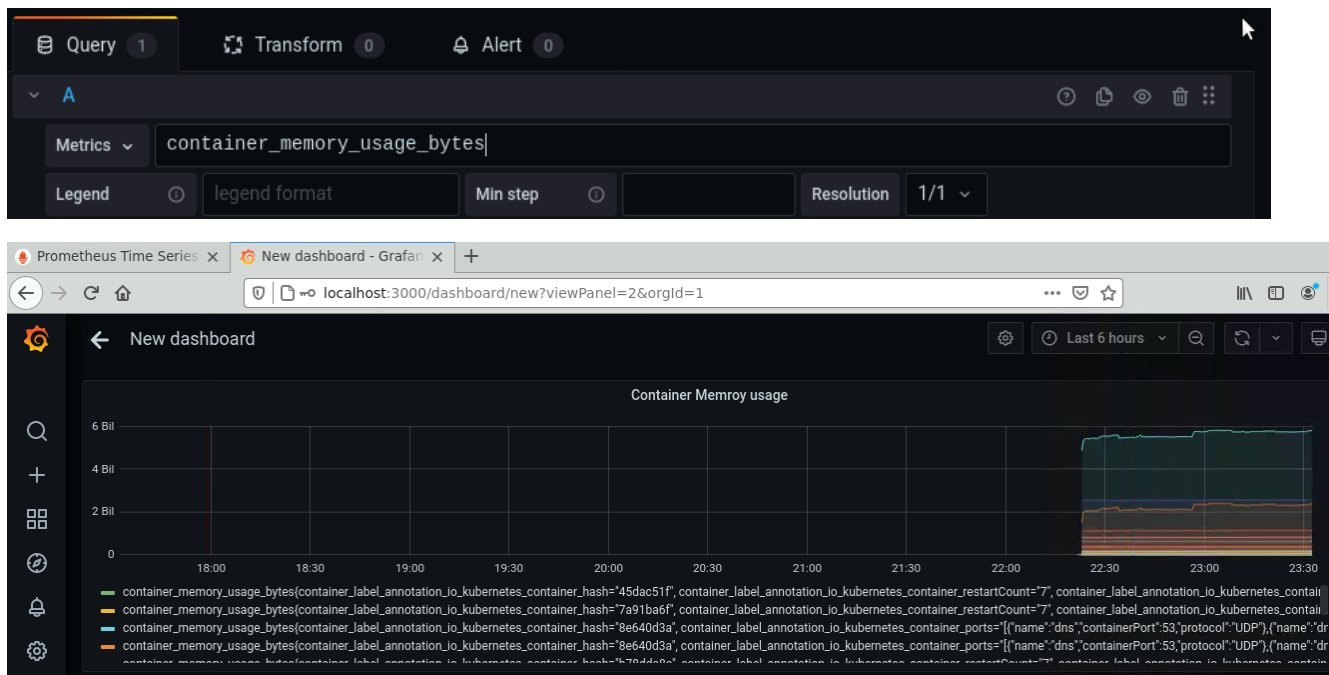 Query 1 Transform 0 Alert 0
A
Metrics container_memory_usage_bytes
Legend legend format Min step Resolution 1/1
Prometheus Time Series New dashboard - Grafan
localhost:3000/dashboard/new?viewPanel=2&orgId=1
New dashboard Last 6 hours
Container Memroy usage
6 Bil
4 Bil
2 Bil
0
18:00 18:30 19:00 19:30 20:00 20:30 21:00 21:30 22:00 22:30 23:00 23:30
container_memory_usage_bytes{container_label_annotation_io_kubernetes_container_hash="45dac51f", container_label_annotation_io_kubernetes_container_restartCount="7", container_label_annotation_io_kubernetes_contai
container_memory_usage_bytes{container_label_annotation_io_kubernetes_container_hash="7a91ba6f", container_label_annotation_io_kubernetes_container_restartCount="7", container_label_annotation_io_kubernetes_contai
container_memory_usage_bytes{container_label_annotation_io_kubernetes_container_hash="8e640d3a", container_label_annotation_io_kubernetes_container_ports="[{"name":"dns","containerPort":53,"protocol":"UDP"},{"name":"dr
container_memory_usage_bytes{container_label_annotation_io_kubernetes_container_hash="8e640d3a", container_label_annotation_io_kubernetes_container_ports="[{"name":"dns","containerPort":53,"protocol":"UDP"},{"name":"dr